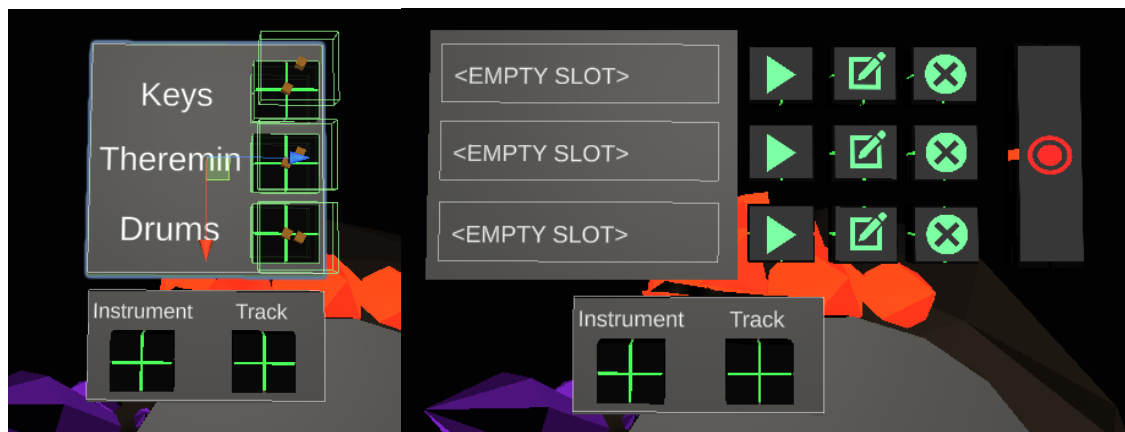 Keys
Theremin
Drums
Instrument Track
<EMPTY SLOT>
<EMPTY SLOT>
<EMPTY SLOT>
Instrument Track